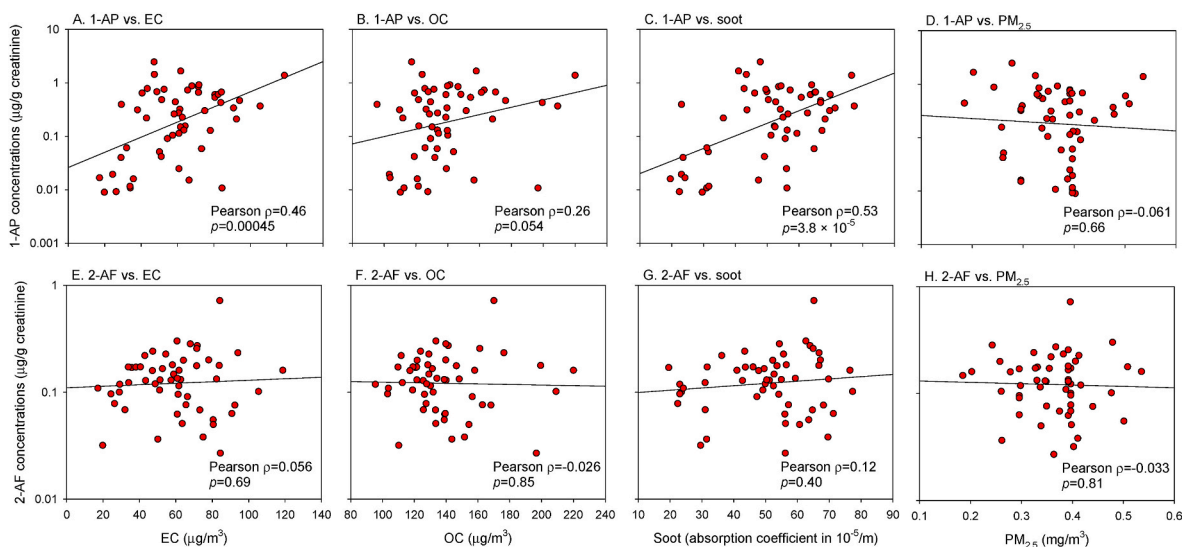 A. 1-AP vs. EC
B. 1-AP vs. OC
C. 1-AP vs. soot
D. 1-AP vs. PM2.5
1-AP concentrations (μg/g creatinine)
10
1
0.1
0.01
0.001
Pearson ρ=0.46
p=0.00045
Pearson ρ=0.26
p=0.054
Pearson ρ=0.53
p=3.8 × 10-5
Pearson ρ=-0.061
p=0.66
E. 2-AF vs. EC
F. 2-AF vs. OC
G. 2-AF vs. soot
H. 2-AF vs. PM2.5
2-AF concentrations (μg/g creatinine)
1
0.1
0.01
Pearson ρ=0.056
p=0.69
Pearson ρ=-0.026
p=0.85
Pearson ρ=0.12
p=0.40
Pearson ρ=-0.033
p=0.81
0 20 40 60 80 100 120 140
80 100 120 140 160 180 200 220 240
10 20 30 40 50 60 70 80 90
0.1 0.2 0.3 0.4 0.5 0.6
EC (μg/m3)
OC (μg/m3)
Soot (absorption coefficient in 10-5/m)
PM2.5 (mg/m3)